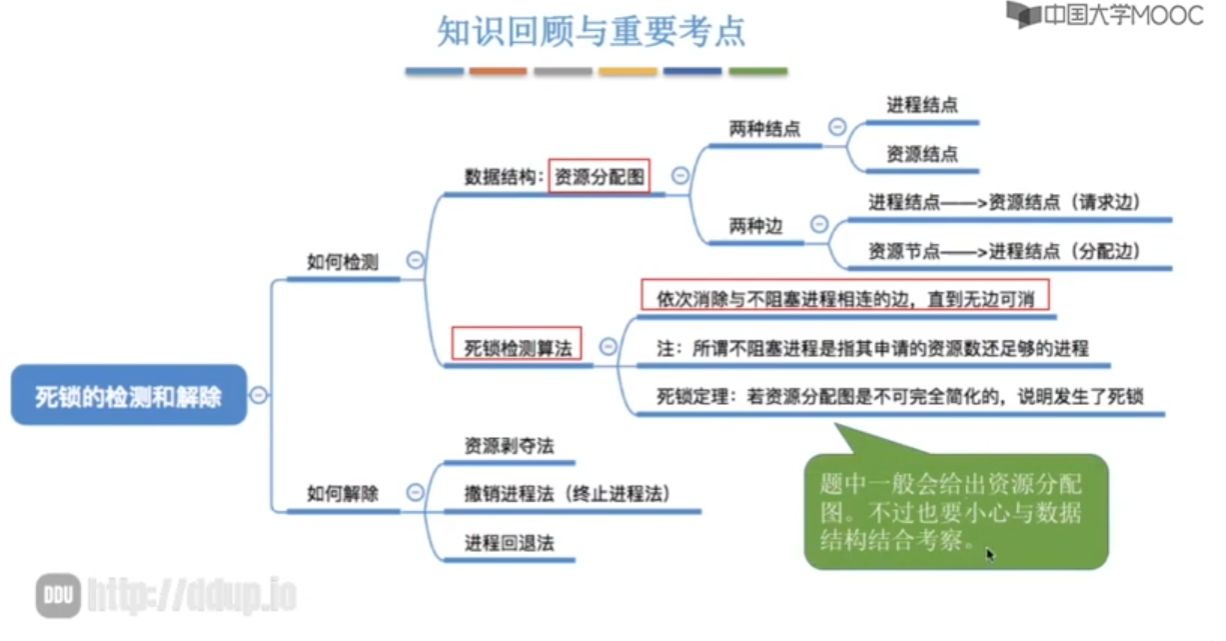 中国大学MOOC
知识回顾与重要考点
进程结点
两种结点
资源结点
数据结构：资源分配图
进程结点——>资源结点（请求边）
两种边
资源节点——>进程结点（分配边）
如何检测
依次消除与不阻塞进程相连的边，直到无边可消
死锁检测算法
注：所谓不阻塞进程是指其申请的资源数还足够的进程
死锁定理：若资源分配图是不可完全简化的，说明发生了死锁
死锁的检测和解除
资源剥夺法
如何解除
撤销进程法（终止进程法）
进程回退法
题中一般会给出资源分配
图。不过也要小心与数据
结构结合考察。
DDU http://ddup.io